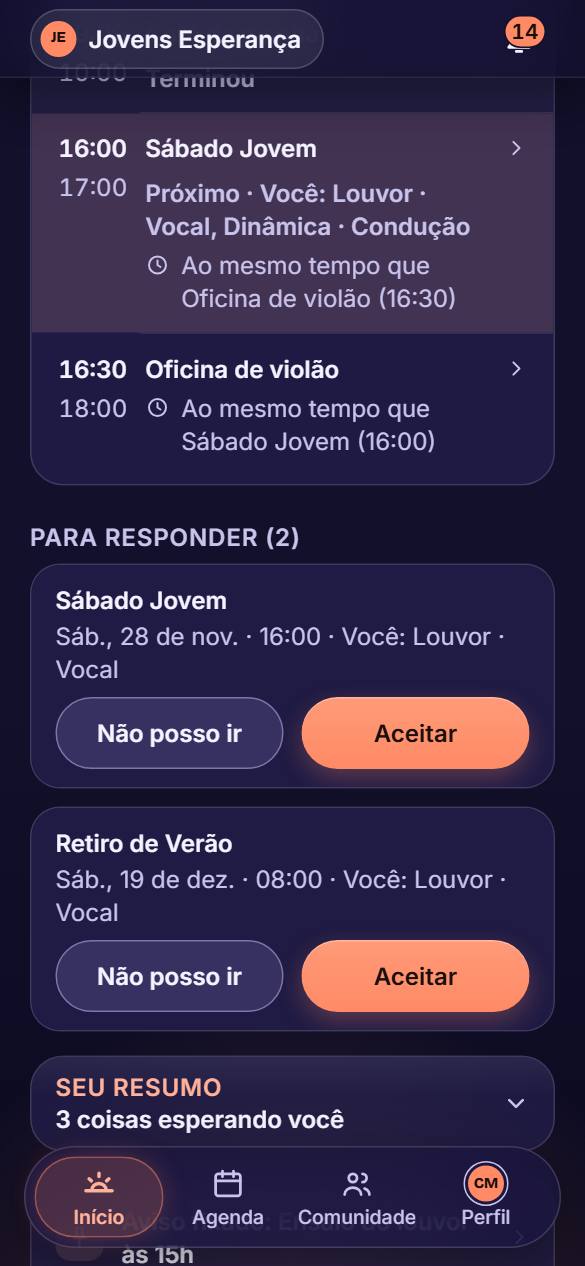 JE Jovens Esperança
14
10:00 Terminou
16:00 Sábado Jovem
17:00 Próximo · Você: Louvor ·
Vocal, Dinâmica · Condução
Ao mesmo tempo que
Oficina de violão (16:30)
16:30 Oficina de violão
18:00 Ao mesmo tempo que
Sábado Jovem (16:00)
PARA RESPONDER (2)
Sábado Jovem
Sáb., 28 de nov. · 16:00 · Você: Louvor ·
Vocal
Não posso ir Aceitar
Retiro de Verão
Sáb., 19 de dez. · 08:00 · Você: Louvor ·
Vocal
Não posso ir Aceitar
SEU RESUMO
3 coisas esperando você
CM
Início Agenda Comunidade Perfil
às 15h